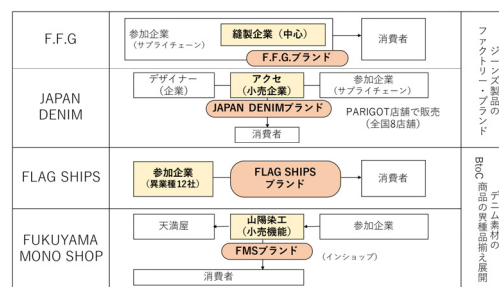 F.F.G
参加企業
(サプライチェーン)
縫製企業(中心)
F.F.G.ブランド
消費者
JAPAN
DENIM
デザイナー
(企業)
アクセ
(小売企業)
参加企業
(サプライチェーン)
JAPAN DENIMブランド
PARIGOT店舗で販売
(全国8店舗)
消費者
ジーンズ製品の
ファクトリー・ブランド
FLAG SHIPS
参加企業
(異業種12社)
FLAG SHIPS
ブランド
消費者
FUKUYAMA
MONO SHOP
天満屋
山陽染工
(小売機能)
参加企業
FMSブランド
(インショップ)
消費者
デニム素材の
BtoC商品の異種品揃え展開